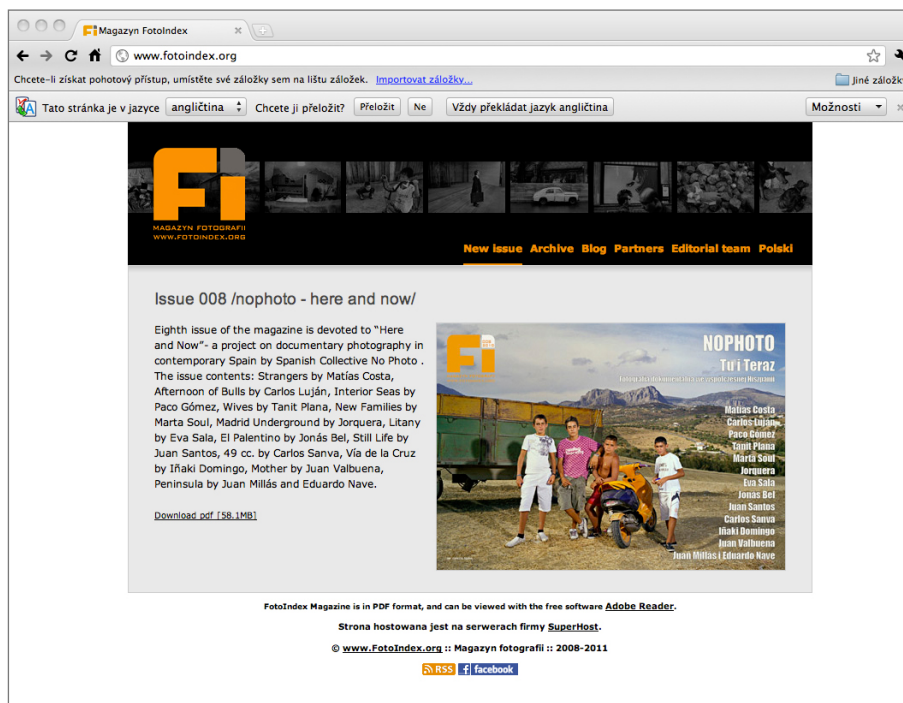 Magazyn FotoIndex
www.fotoindex.org
Chcete-li získat pohotový přístup, umístěte své záložky sem na lištu záložek. Importovat záložky...
Jiné záložk
Tato stránka je v jazyce angličtina Chcete ji přeložit? Přeložit Ne Vždy překládat jazyk angličtina Možnosti
Fi
MAGAZYN FOTOGRAFII
WWW.FOTOINDEX.ORG
New issue Archive Blog Partners Editorial team Polski
Issue 008 /nophoto - here and now/
Eighth issue of the magazine is devoted to “Here
and Now”- a project on documentary photography in
contemporary Spain by Spanish Collective No Photo .
The issue contents: Strangers by Matías Costa,
Afternoon of Bulls by Carlos Luján, Interior Seas by
Paco Gómez, Wives by Tanit Plana, New Families by
Marta Soul, Madrid Underground by Jorquera, Litany
by Eva Sala, El Palentino by Jonás Bel, Still Life by
Juan Santos, 49 cc. by Carlos Sanva, Vía de la Cruz
by Iñaki Domingo, Mother by Juan Valbuena,
Peninsula by Juan Millás and Eduardo Nave.
Download pdf [58.1MB]
Fi
NOPHOTO
Tu i Teraz
Fotografia dokumentalna we współczesnej Hiszpanii
Matías Costa
Carlos Luján
Paco Gómez
Tanit Plana
Marta Soul
Jorquera
Eva Sala
Jonas Bel
Juan Santos
Carlos Sanva
Iñaki Domingo
Juan Valbuena
Juan Millas i Eduardo Nave
FotoIndex Magazine is in PDF format, and can be viewed with the free software Adobe Reader.
Strona hostowana jest na serwerach firmy SuperHost.
© www.FotoIndex.org :: Magazyn fotografii :: 2008-2011
RSS facebook